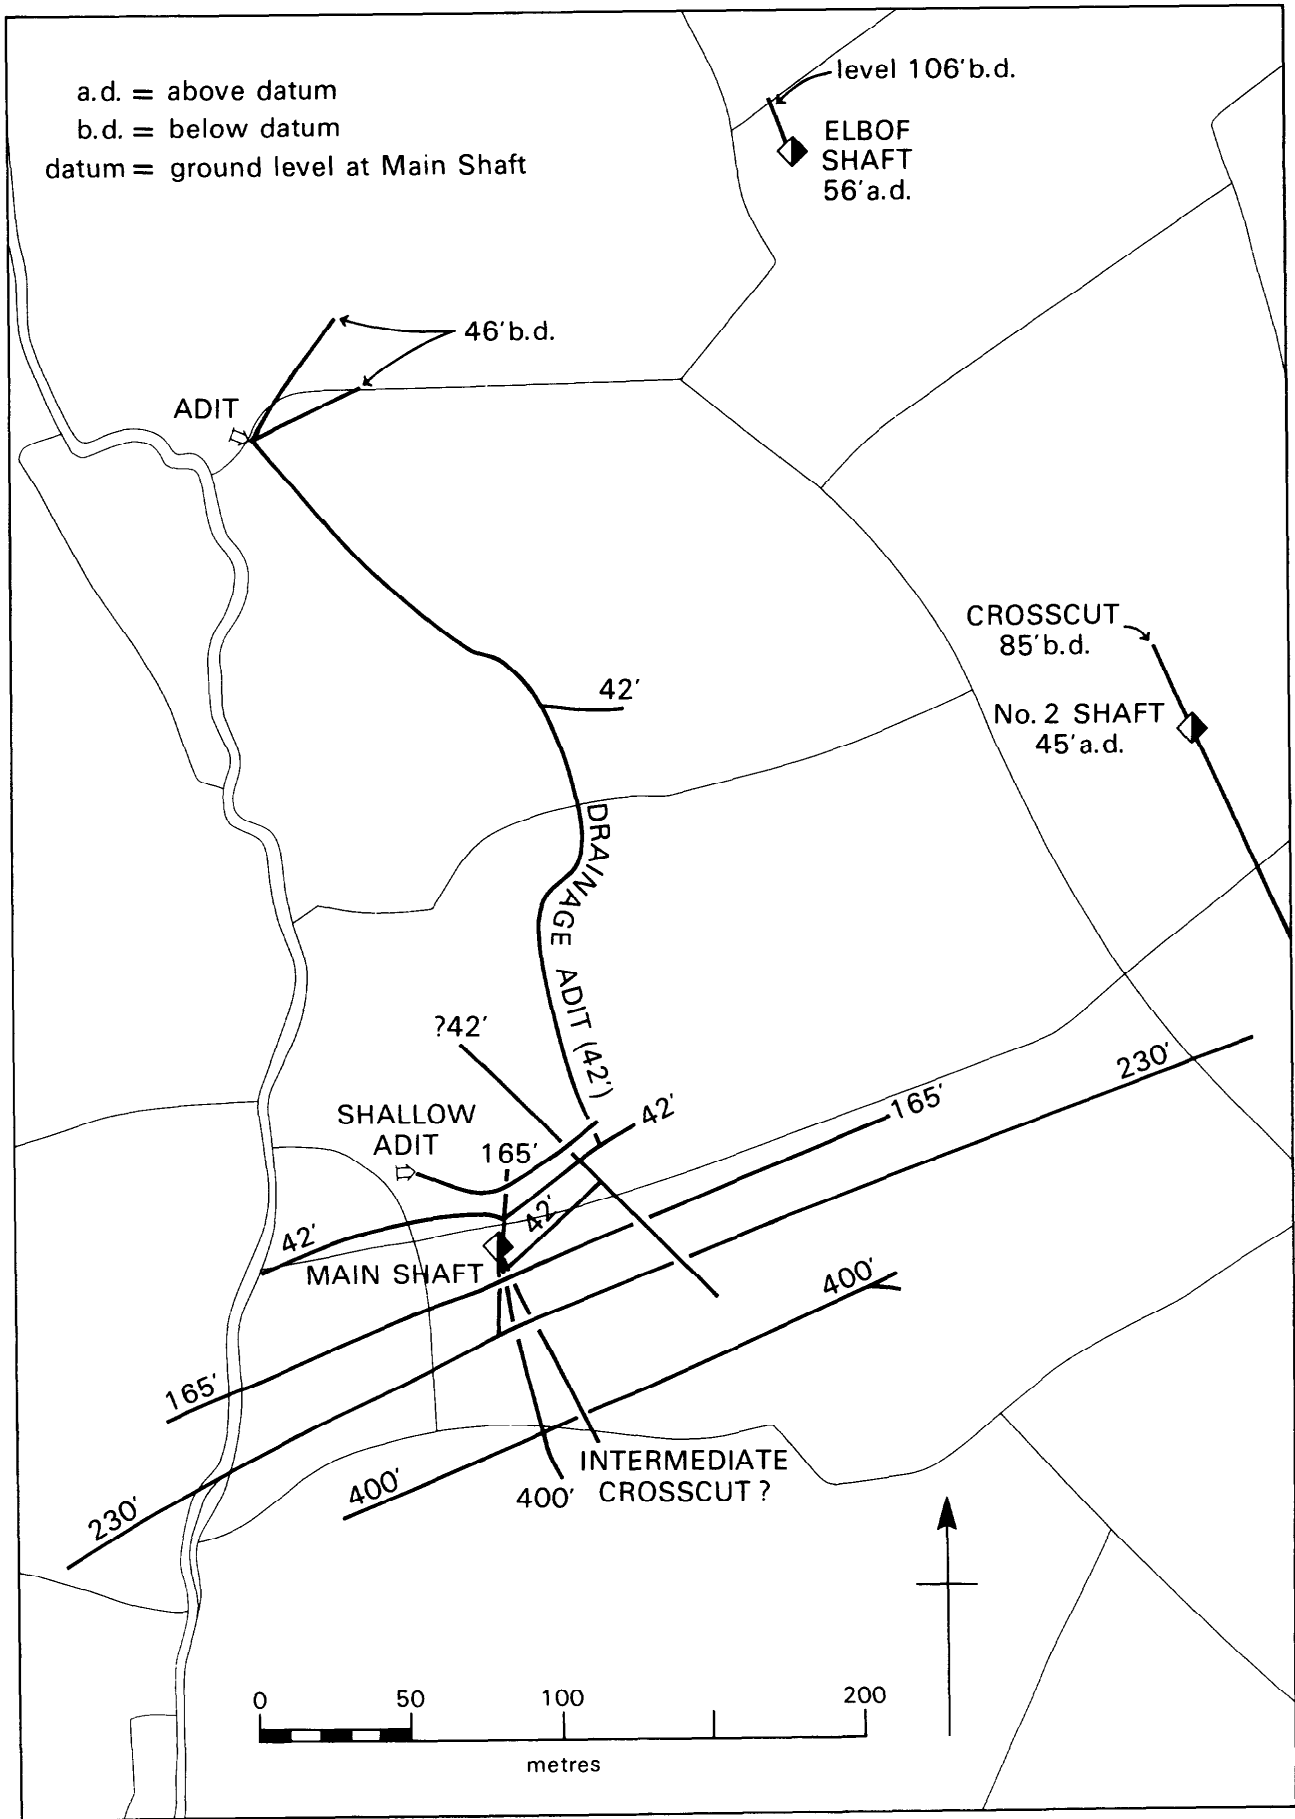 level 106'b.d.
a.d. = above datum
b.d. = below datum
datum = ground level at Main Shaft
ELBOF
SHAFT
56'a.d.
46'b.d.
ADIT
CROSSCUT
85'b.d.
42'
No. 2 SHAFT
45'a.d.
DRAINAGE ADIT (42')
?42'
230'
165'
42'
SHALLOW
ADIT
165'
42'
42'
MAIN SHAFT
400'
165'
INTERMEDIATE
CROSSCUT ?
400'
400'
230'
0 50 100 200
metres